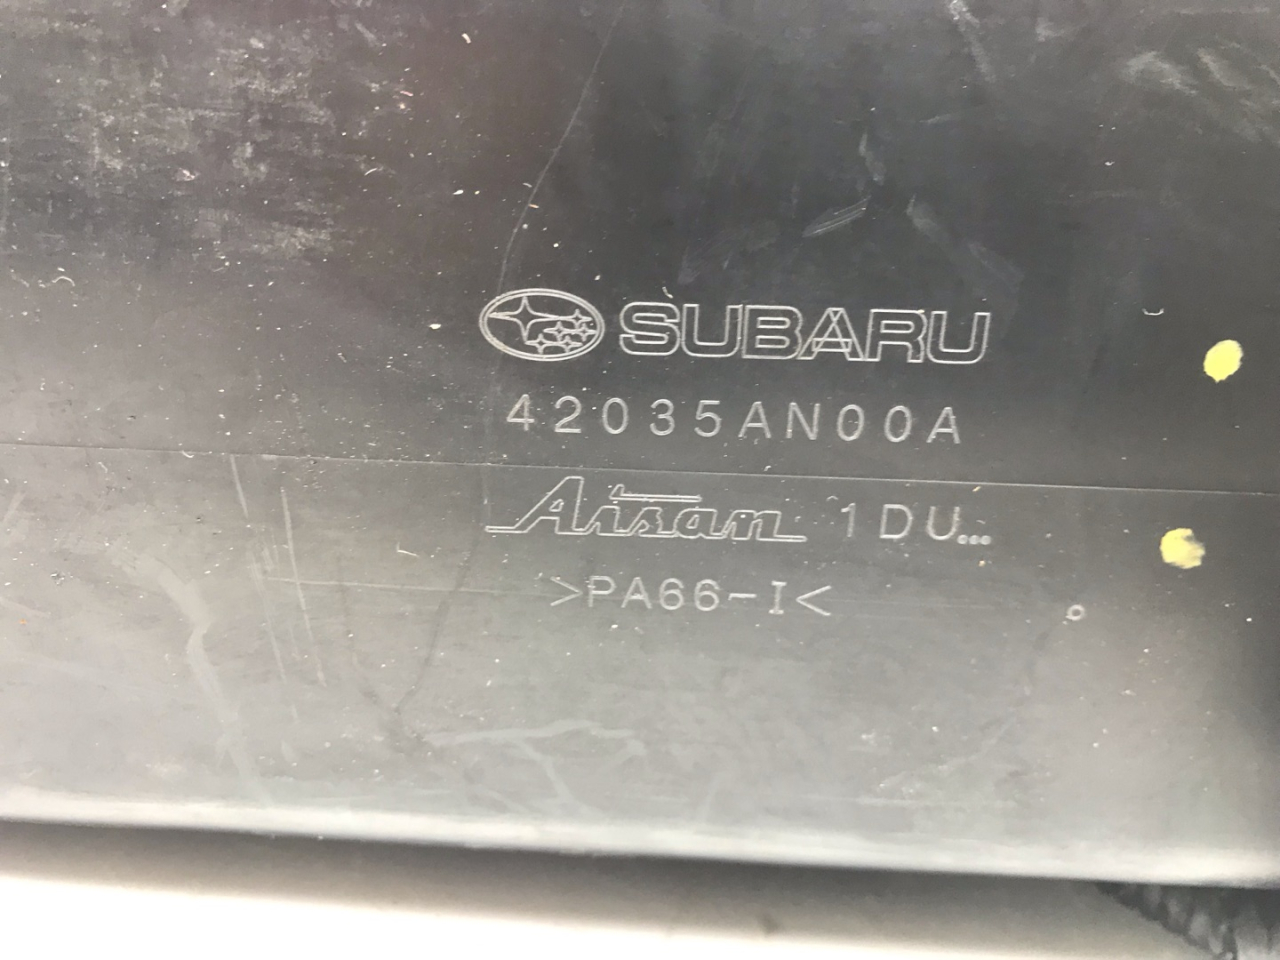 SUBARU
42035AN00A
Aisan 1DU...
>PA66-I<